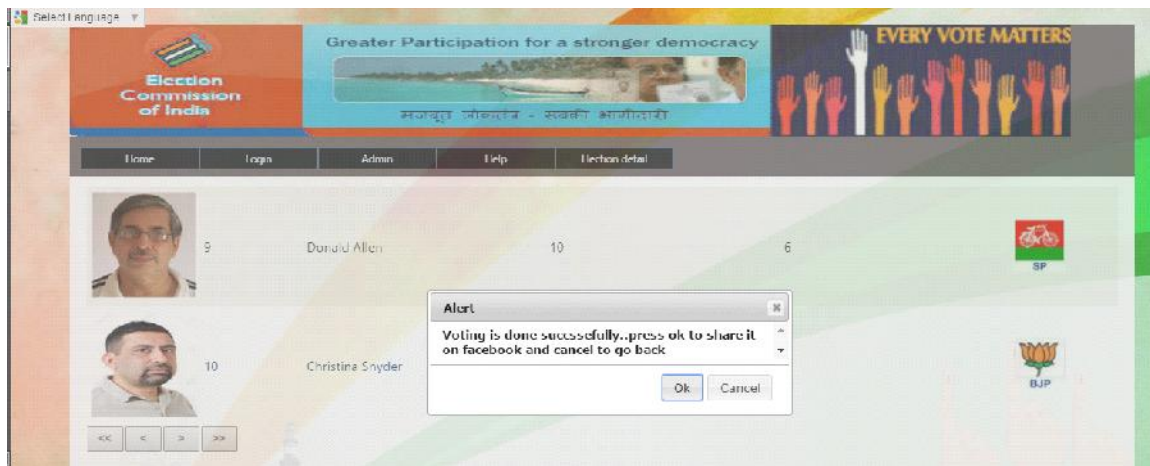 Select Language
Election
Commission
of India
Greater Participation for a stronger democracy
मजबूत लोकतंत्र - सबकी भागीदारी
EVERY VOTE MATTERS
Home Login Admin Help Election detail
9 Donald Allen 10 6
SP
Alert
Voting is done sucessefully..press ok to share it
on facebook and cancel to go back
10 Christina Snyder
BJP
Ok Cancel
<< < > >>